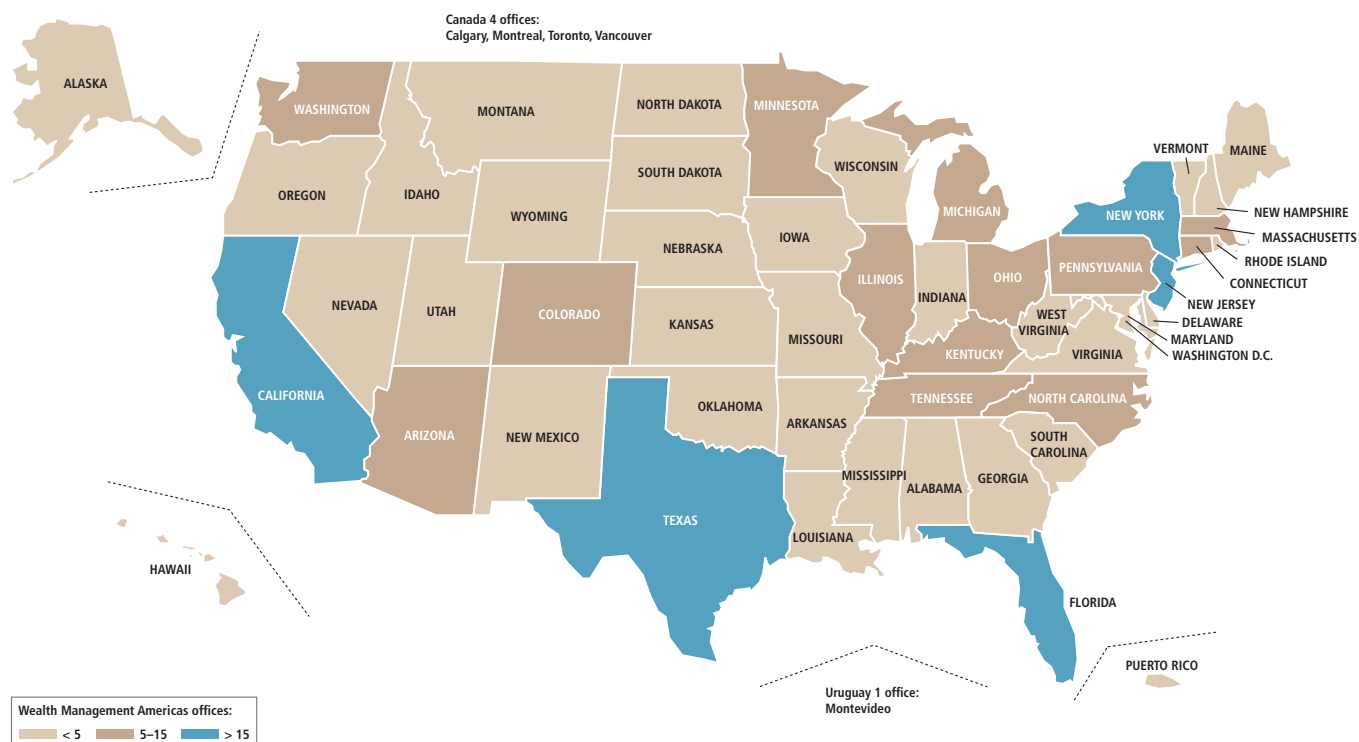 Canada 4 offices:
Calgary, Montreal, Toronto, Vancouver
ALASKA
WASHINGTON
MONTANA
NORTH DAKOTA
MINNESOTA
VERMONT
MAINE
OREGON
IDAHO
WYOMING
SOUTH DAKOTA
WISCONSIN
MICHIGAN
NEW YORK
NEW HAMPSHIRE
MASSACHUSETTS
RHODE ISLAND
CONNECTICUT
NEW JERSEY
DELAWARE
MARYLAND
WASHINGTON D.C.
NEBRASKA
IOWA
ILLINOIS
INDIANA
OHIO
PENNSYLVANIA
NEVADA
UTAH
COLORADO
KANSAS
MISSOURI
KENTUCKY
WEST
VIRGINIA
VIRGINIA
CALIFORNIA
ARIZONA
NEW MEXICO
OKLAHOMA
ARKANSAS
TENNESSEE
NORTH CAROLINA
SOUTH
CAROLINA
MISSISSIPPI
ALABAMA
GEORGIA
TEXAS
LOUISIANA
FLORIDA
HAWAII
PUERTO RICO
Uruguay 1 office:
Montevideo
Wealth Management Americas offices:
< 5
5–15
> 15